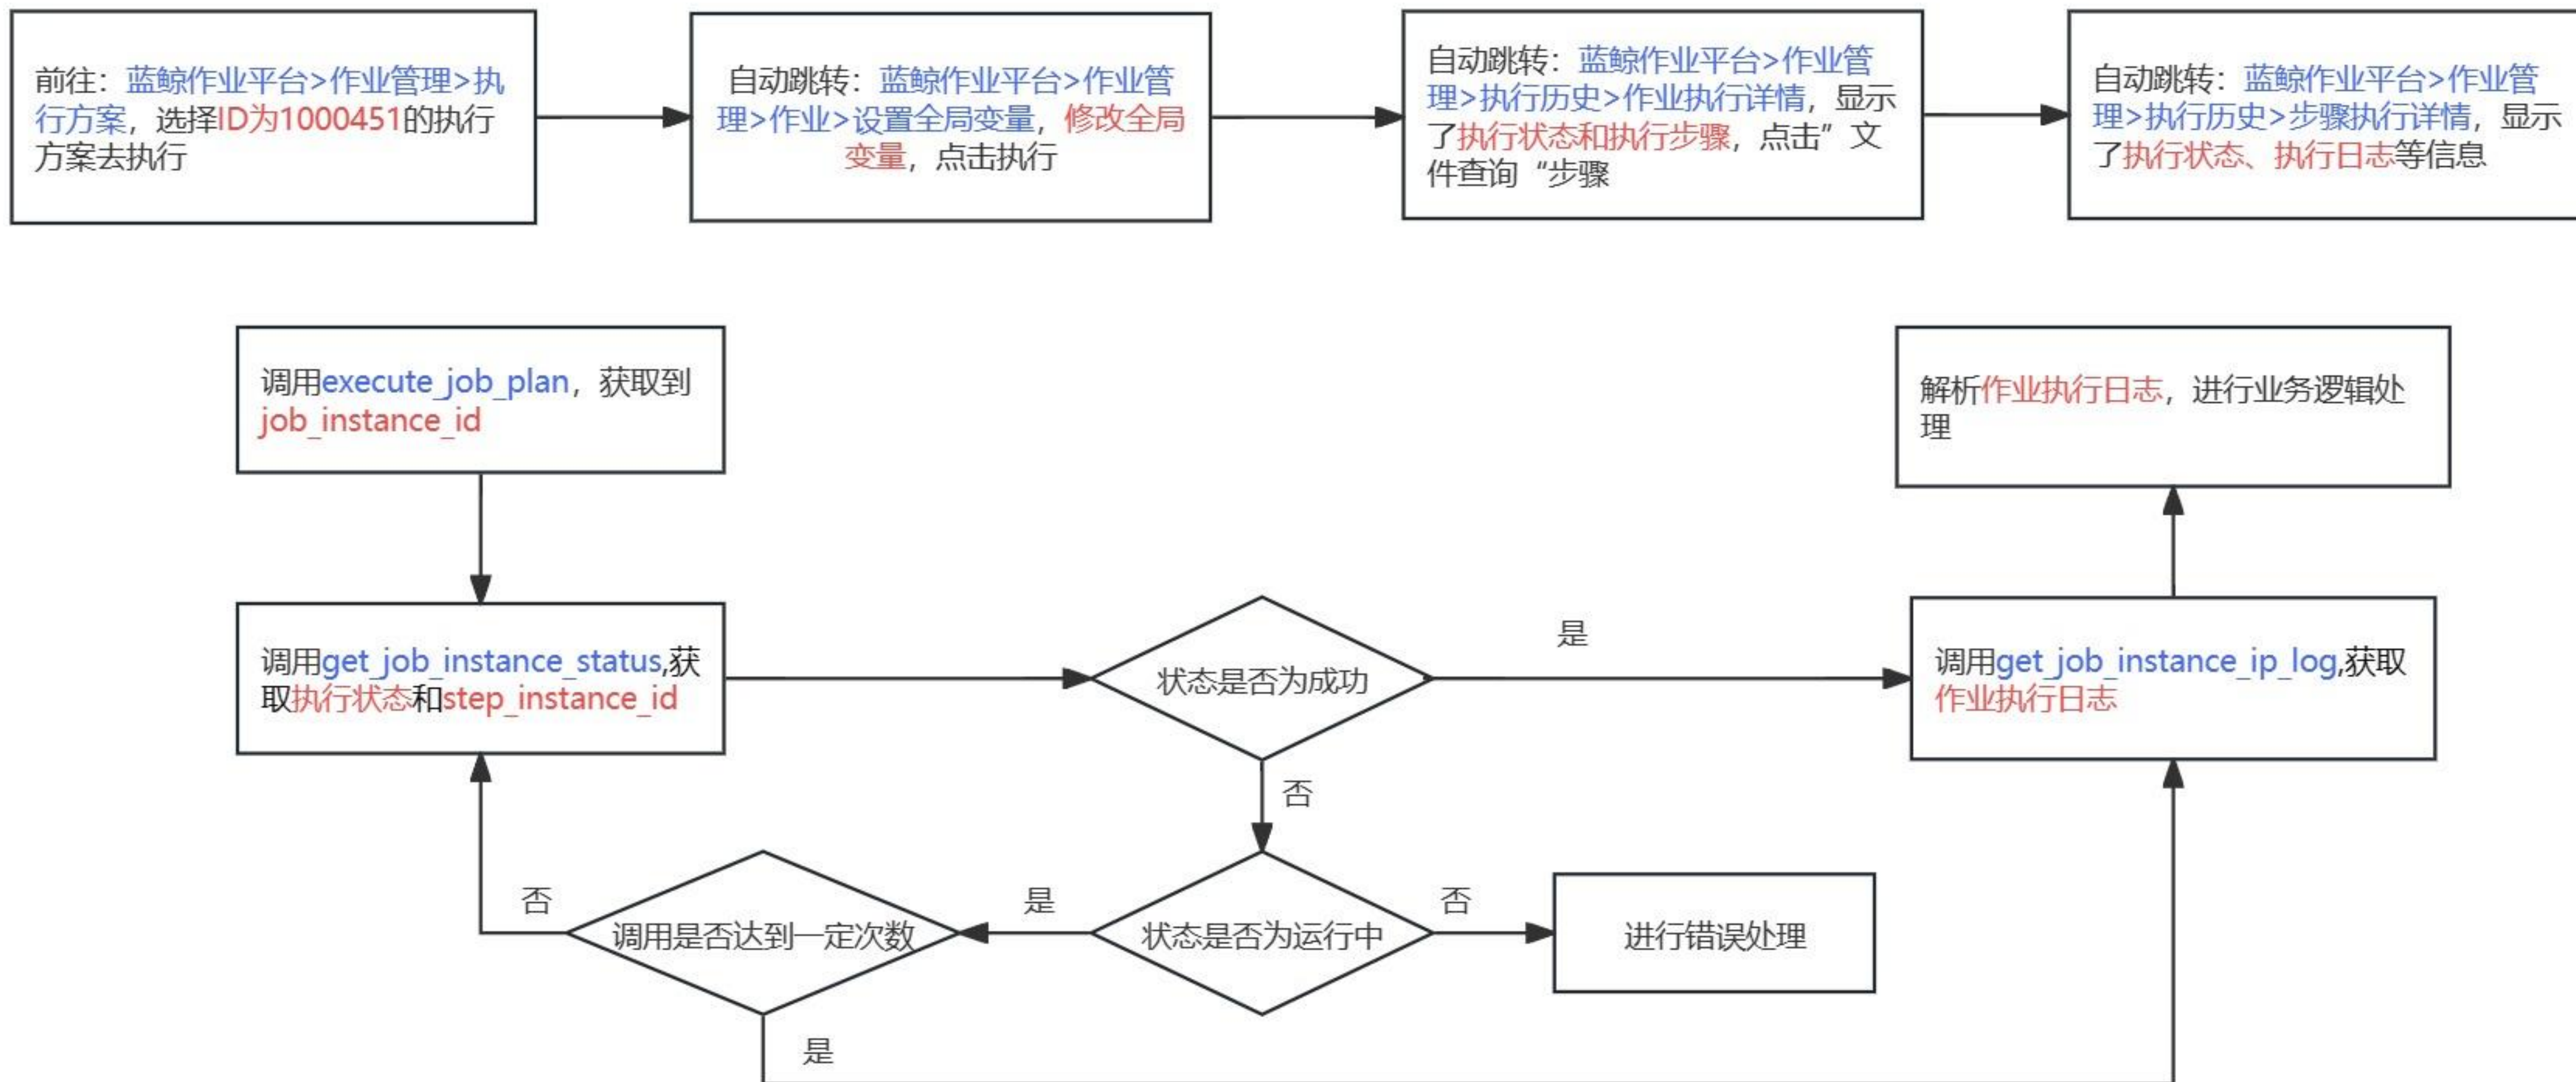 前往：蓝鲸作业平台>作业管理>执
行方案，选择ID为1000451的执行
方案去执行
自动跳转：蓝鲸作业平台>作业管
理>作业>设置全局变量，修改全局
变量，点击执行
自动跳转：蓝鲸作业平台>作业管
理>执行历史>作业执行详情，显示
了执行状态和执行步骤，点击”文
件查询“步骤
自动跳转：蓝鲸作业平台>作业管
理>执行历史>步骤执行详情，显示
了执行状态、执行日志等信息
调用execute_job_plan，获取到
job_instance_id
解析作业执行日志，进行业务逻辑处
理
调用get_job_instance_status,获
取执行状态和step_instance_id
状态是否为成功
是
调用get_job_instance_ip_log,获取
作业执行日志
否
否
调用是否达到一定次数
是
状态是否为运行中
否
进行错误处理
是